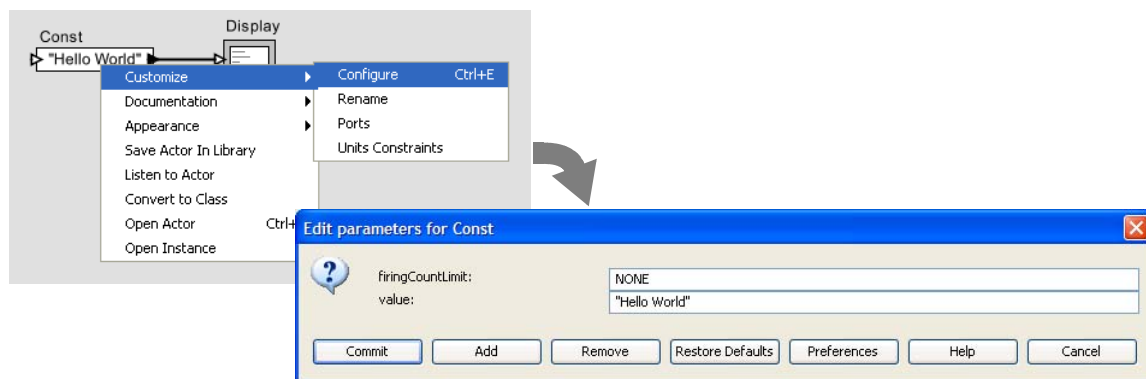 Const
Display
"Hello World"
Customize
Documentation
Appearance
Save Actor In Library
Listen to Actor
Convert to Class
Open Actor Ctrl+
Open Instance
Configure Ctrl+E
Rename
Ports
Units Constraints
Edit parameters for Const
firingCountLimit: NONE
value: "Hello World"
Commit Add Remove Restore Defaults Preferences Help Cancel